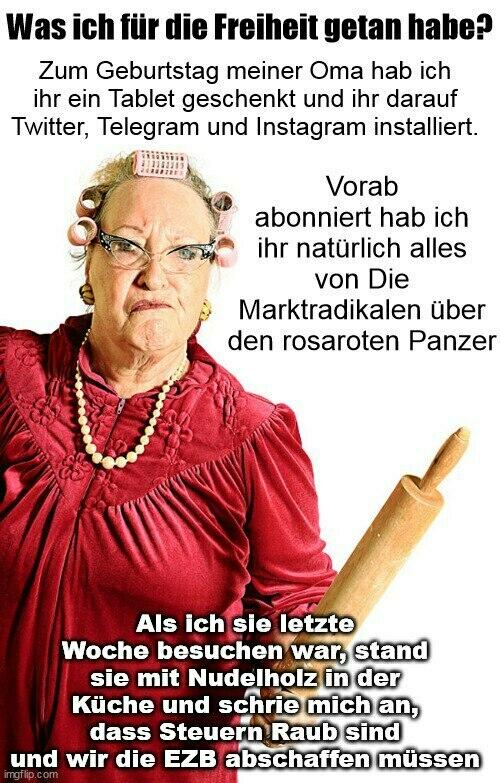 Was ich für die Freiheit getan habe?
Zum Geburtstag meiner Oma hab ich
ihr ein Tablet geschenkt und ihr darauf
Twitter, Telegram und Instagram installiert.
Vorab
abonniert hab ich
ihr natürlich alles
von Die
Marktradikalen über
den rosaroten Panzer
Als ich sie letzte
Woche besuchen war, stand
sie mit Nudelholz in der
Küche und schrie mich an,
dass Steuern Raub sind
und wir die EZB abschaffen müssen
imgflip.com